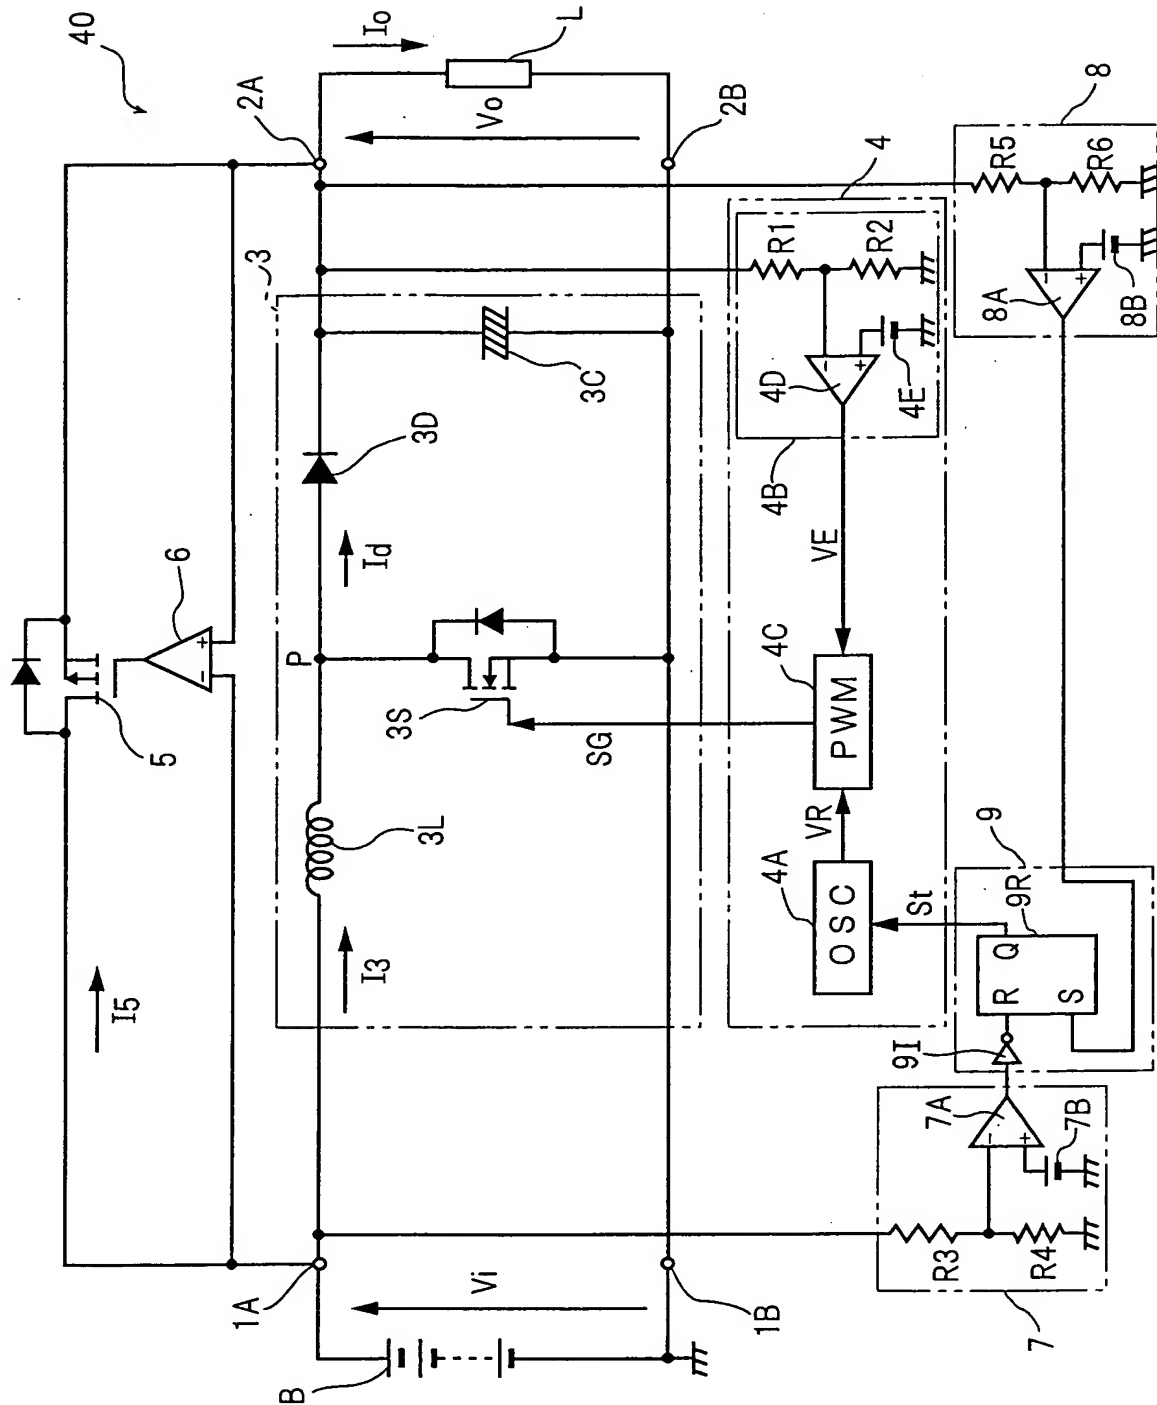 40
2A
Io
L
Vo
2B
5
6
I5
P
Id
3D
3
3C
3L
I3
3S
SG
1A
Vi
1B
B
4
4A
OSC
VR
4C
PWM
VE
4B
4D
4E
R1
R2
-
+
St
8
R5
R6
8A
8B
-
+
9
9R
Q
R
S
9I
7
7A
7B
R3
R4
-
+
-
+